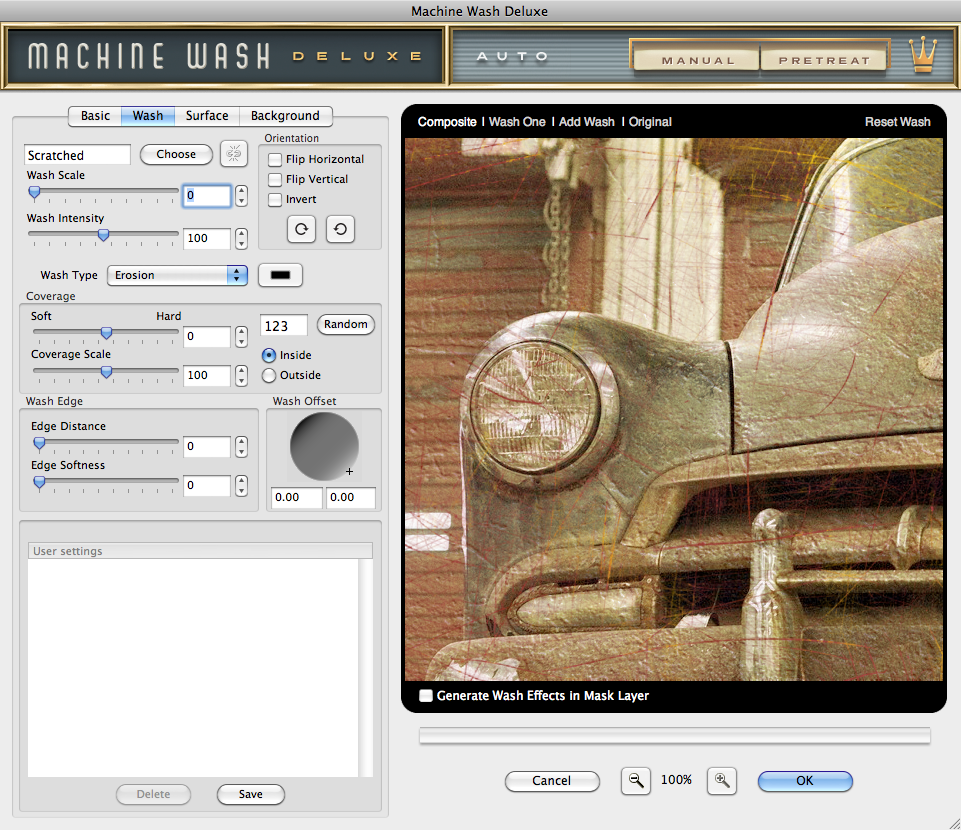 Machine Wash Deluxe
MACHINE WASH DELUXE
AUTO
MANUAL
PRETREAT
Basic
Wash
Surface
Background
Scratched
Choose
Wash Scale
0
Wash Intensity
100
Orientation
Flip Horizontal
Flip Vertical
Invert
Wash Type
Erosion
Coverage
Soft
Hard
0
123
Random
Coverage Scale
100
Inside
Outside
Wash Edge
Edge Distance
0
Edge Softness
0
Wash Offset
0.00
0.00
User settings
Delete
Save
Composite | Wash One | Add Wash | Original
Reset Wash
Generate Wash Effects in Mask Layer
Cancel
100%
OK